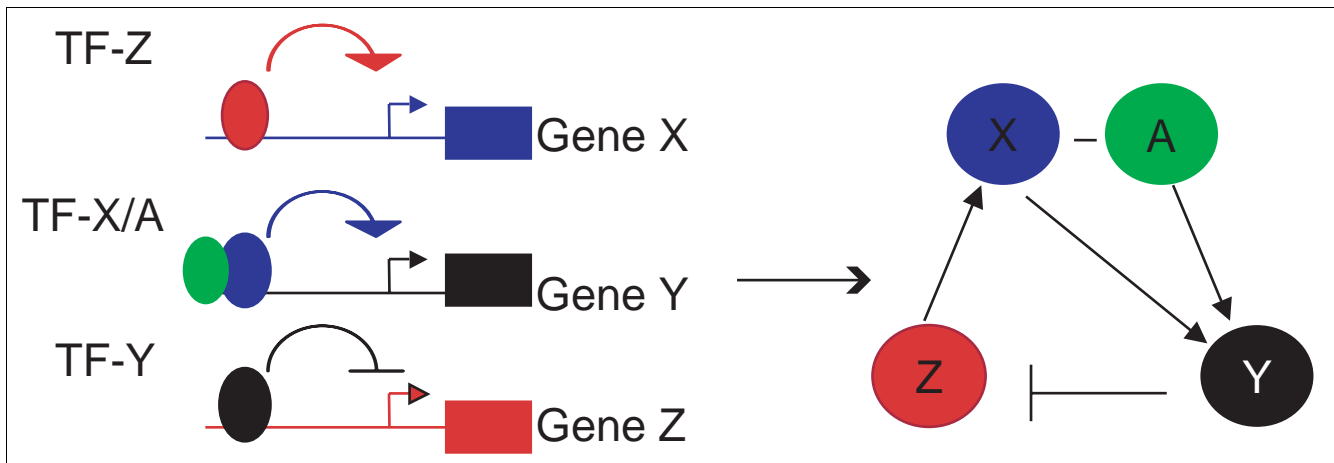 TF-Z
Gene X
TF-X/A
Gene Y
TF-Y
Gene Z
X
A
Z
Y